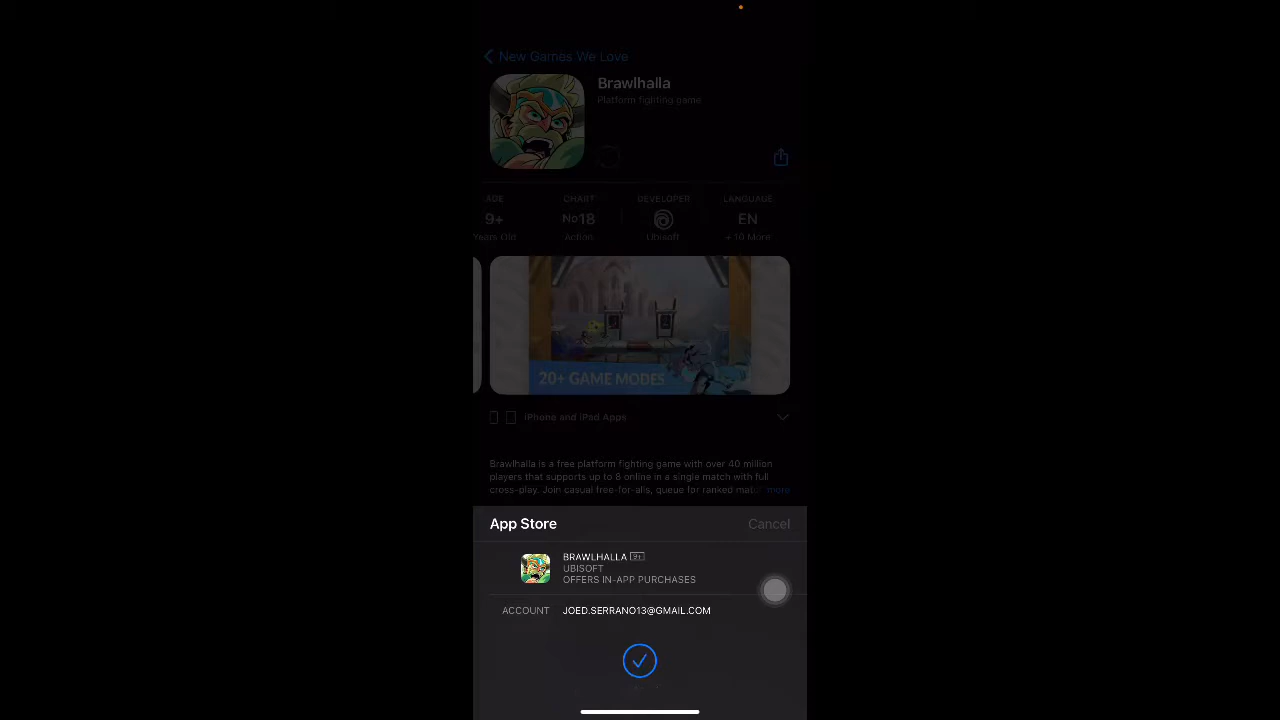 New Games We Love
Brawlhalla
Platform fighting game
AGE
CHART
DEVELOPER
LANGUAGE
9+
No18
EN
Years Old
Action
Ubisoft
+ 10 More
20+ GAME MODES
iPhone and iPad Apps
Brawlhalla is a free platform fighting game with over 40 million
players that supports up to 8 online in a single match with full
cross-play. Join casual free-for-alls, queue for ranked mat... more
App Store
Cancel
BRAWLHALLA 9+
UBISOFT
OFFERS IN-APP PURCHASES
ACCOUNT JOED.SERRANO13@GMAIL.COM